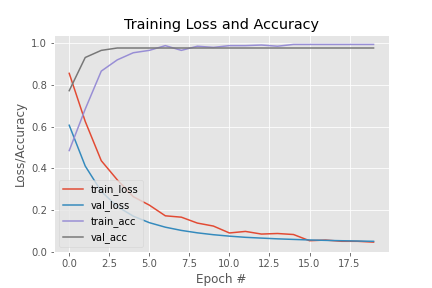 Training Loss and Accuracy
1.0
0.8
0.6
0.4
0.2
0.0
Loss/Accuracy
train_loss
val_loss
train_acc
val_acc
0.0 2.5 5.0 7.5 10.0 12.5 15.0 17.5
Epoch #